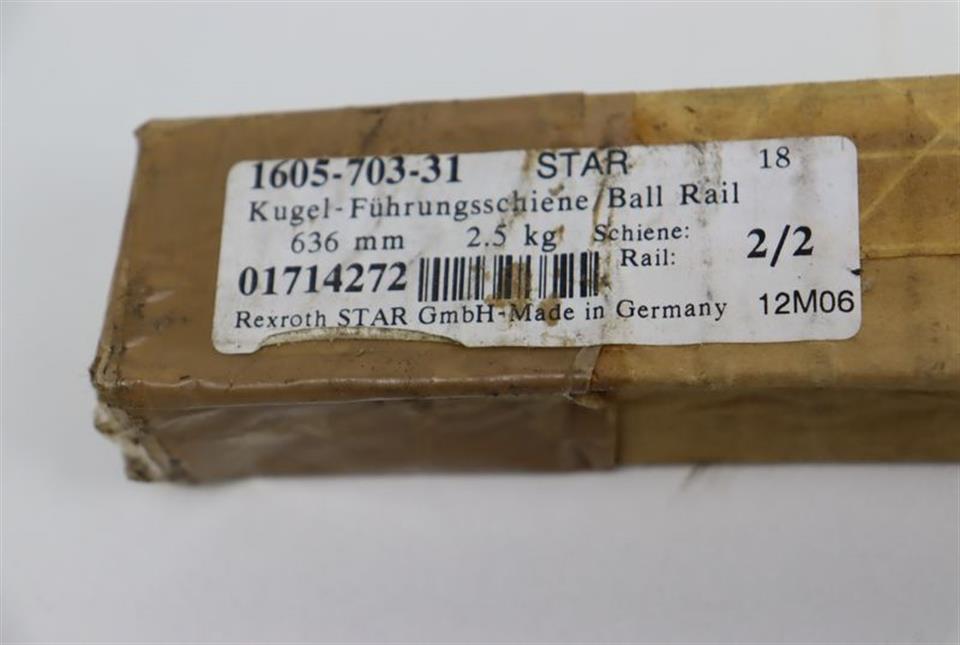 1605-703-31 STAR 18
Kugel-Führungsschiene/Ball Rail
636 mm 2.5 kg Schiene:
Rail: 2/2
01714272
Rexroth STAR GmbH-Made in Germany 12M06